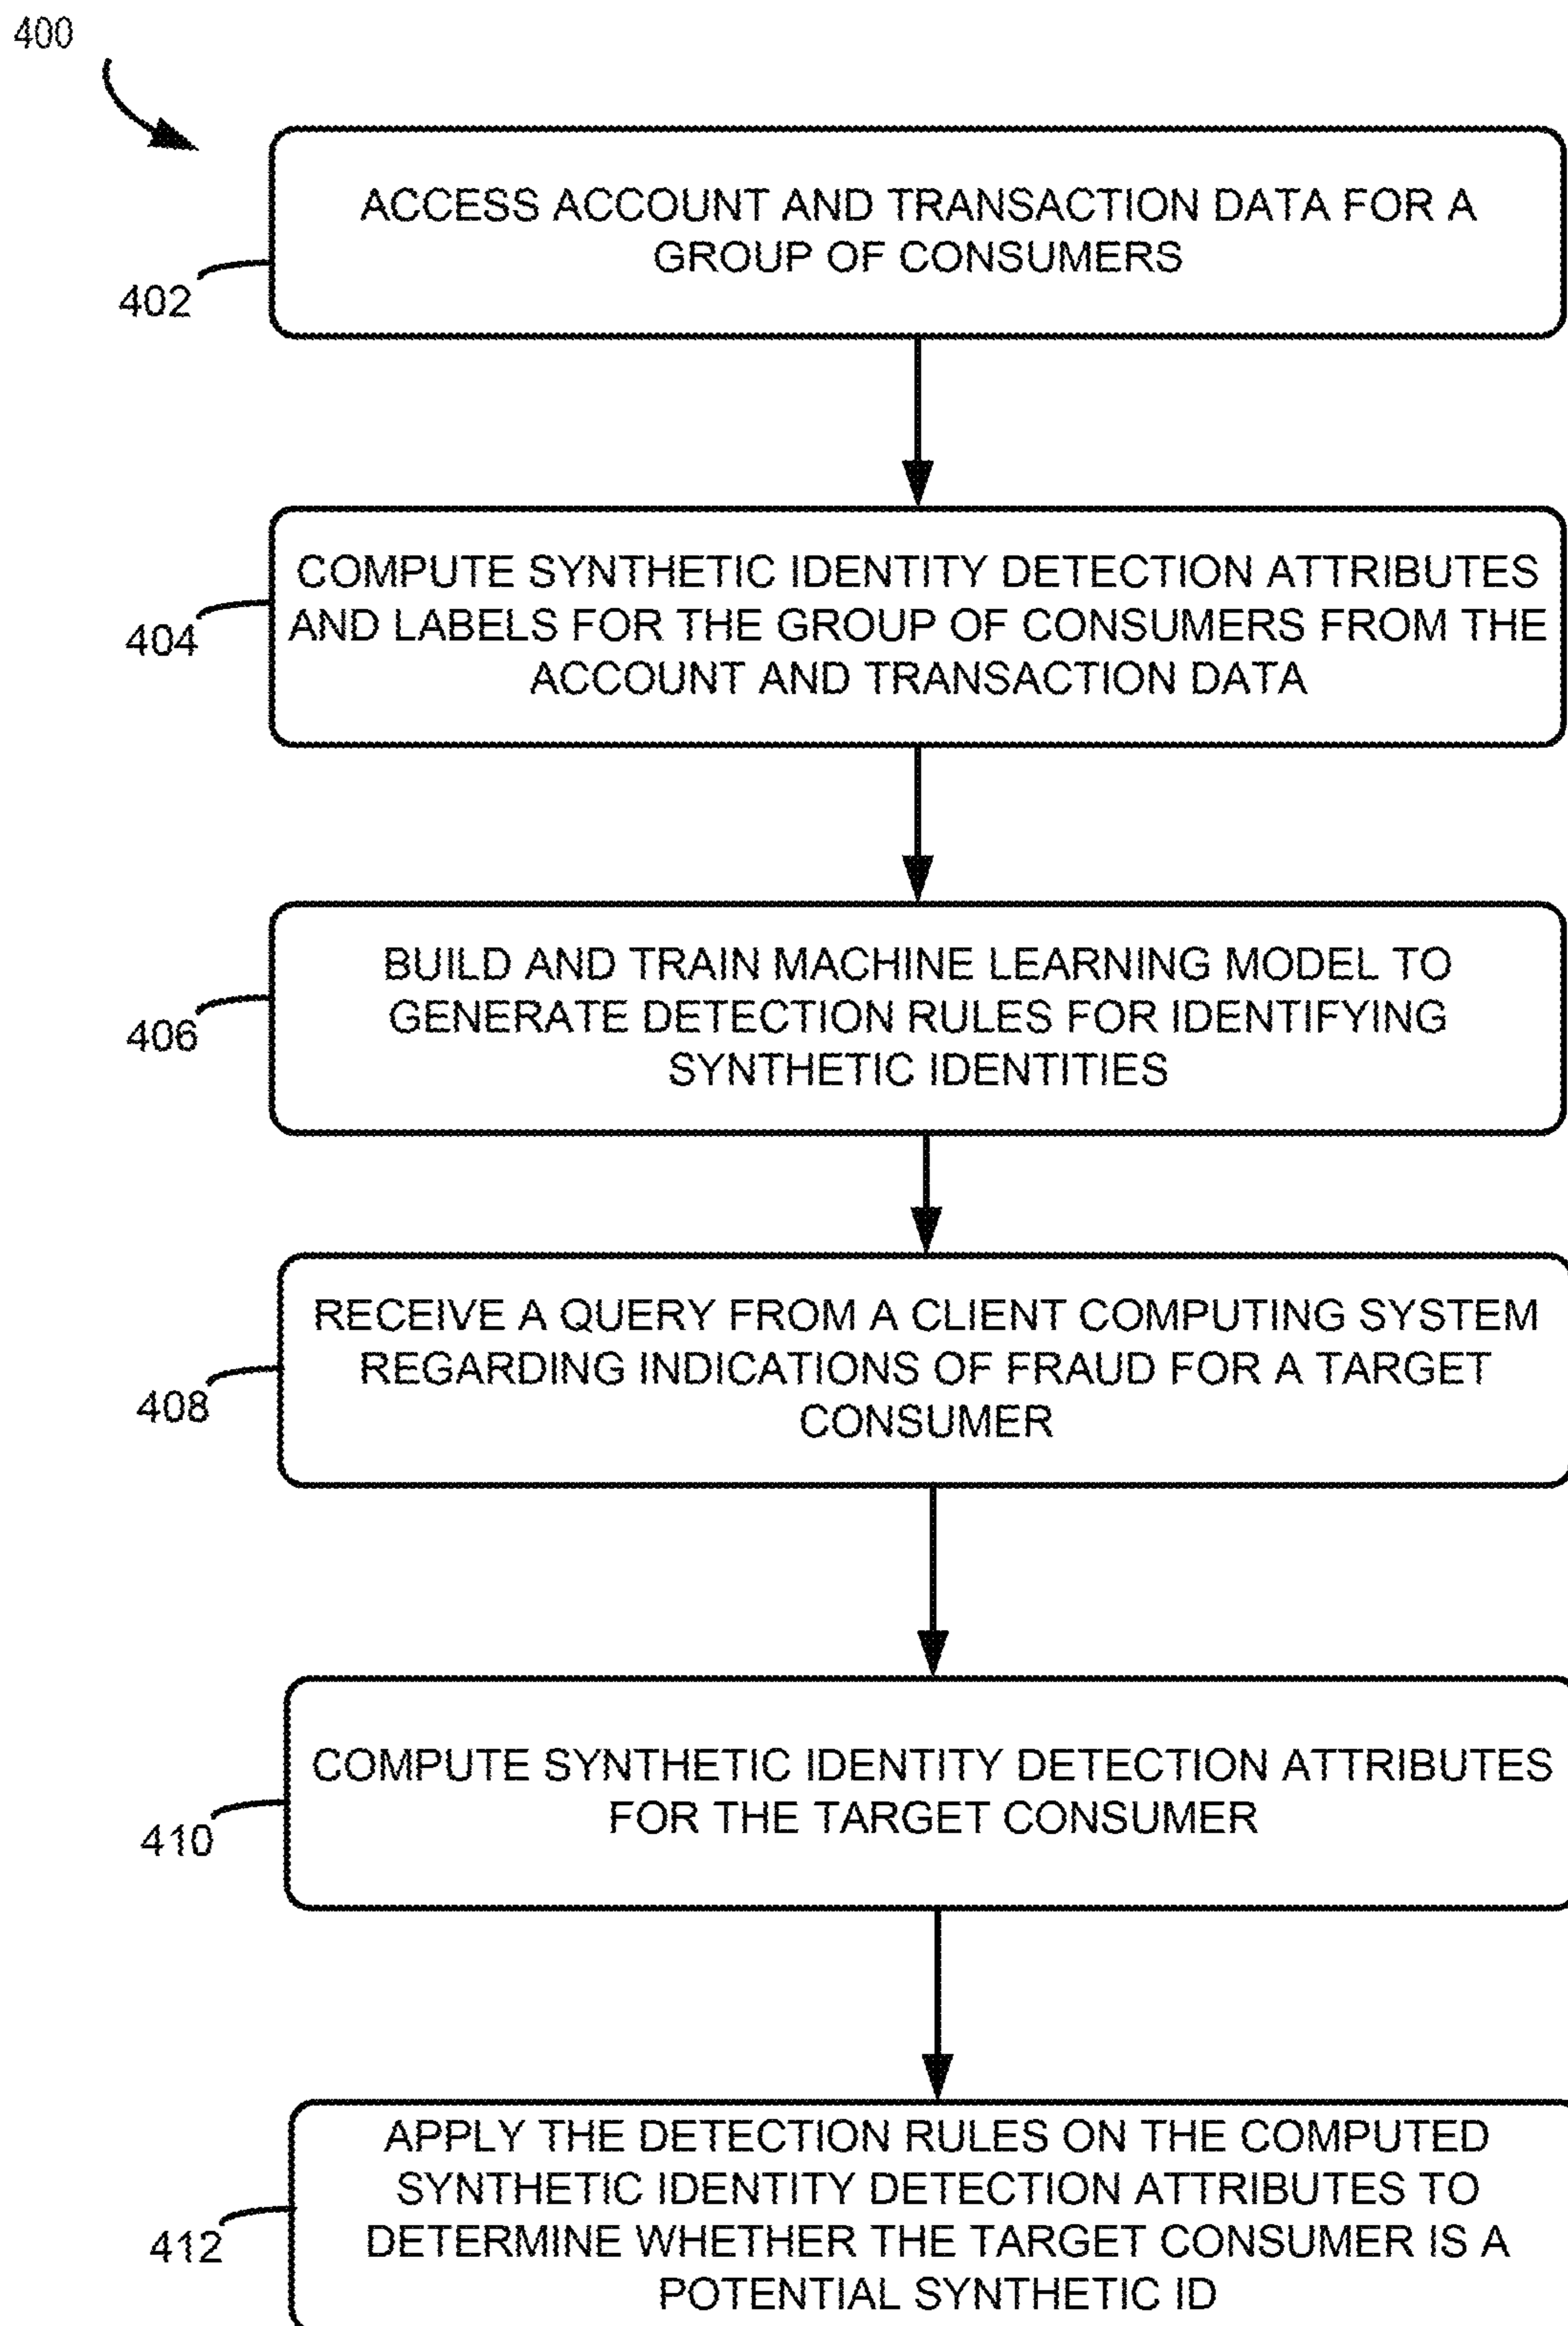 400
ACCESS ACCOUNT AND TRANSACTION DATA FOR A
GROUP OF CONSUMERS
402
COMPUTE SYNTHETIC IDENTITY DETECTION ATTRIBUTES
AND LABELS FOR THE GROUP OF CONSUMERS FROM THE
ACCOUNT AND TRANSACTION DATA
404
BUILD AND TRAIN MACHINE LEARNING MODEL TO
GENERATE DETECTION RULES FOR IDENTIFYING
SYNTHETIC IDENTITIES
406
RECEIVE A QUERY FROM A CLIENT COMPUTING SYSTEM
REGARDING INDICATIONS OF FRAUD FOR A TARGET
CONSUMER
408
COMPUTE SYNTHETIC IDENTITY DETECTION ATTRIBUTES
FOR THE TARGET CONSUMER
410
APPLY THE DETECTION RULES ON THE COMPUTED
SYNTHETIC IDENTITY DETECTION ATTRIBUTES TO
DETERMINE WHETHER THE TARGET CONSUMER IS A
POTENTIAL SYNTHETIC ID
412